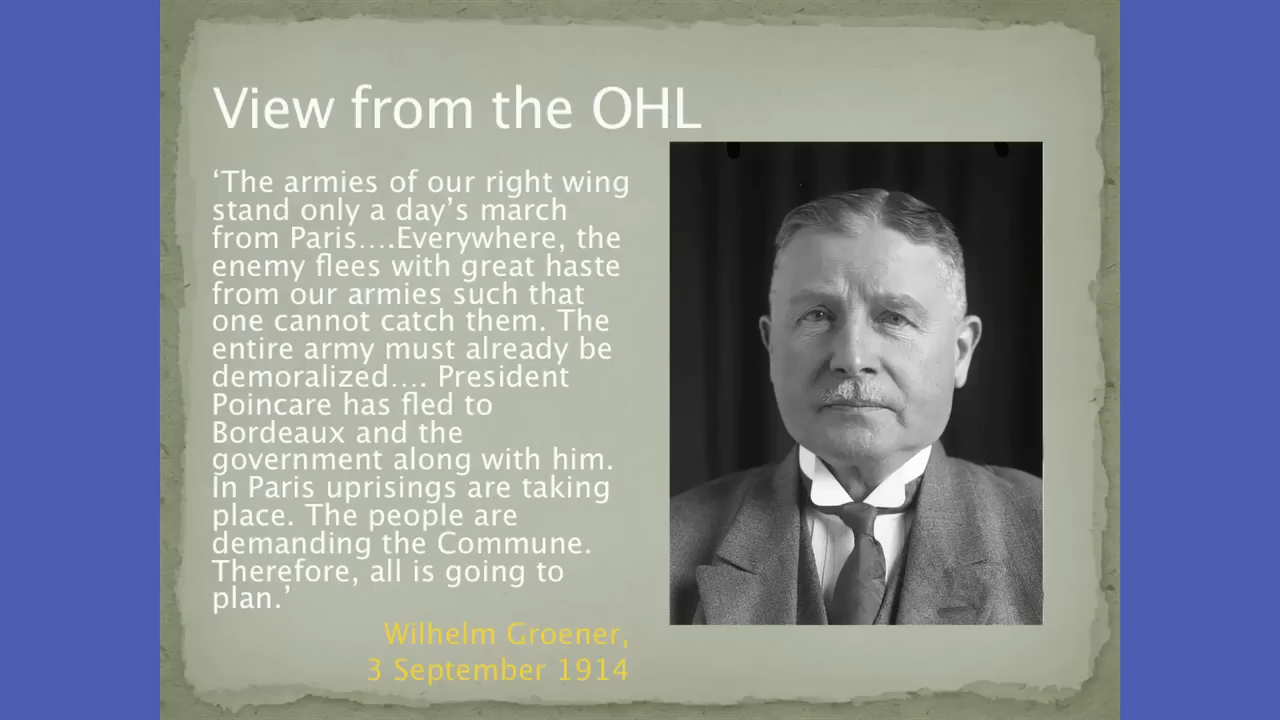 View from the OHL
‘The armies of our right wing
stand only a day’s march
from Paris....Everywhere, the
enemy flees with great haste
from our armies such that
one cannot catch them. The
entire army must already be
demoralized.... President
Poincare has fled to
Bordeaux and the
government along with him.
In Paris uprisings are taking
place. The people are
demanding the Commune.
Therefore, all is going to
plan.’
Wilhelm Groener,
3 September 1914